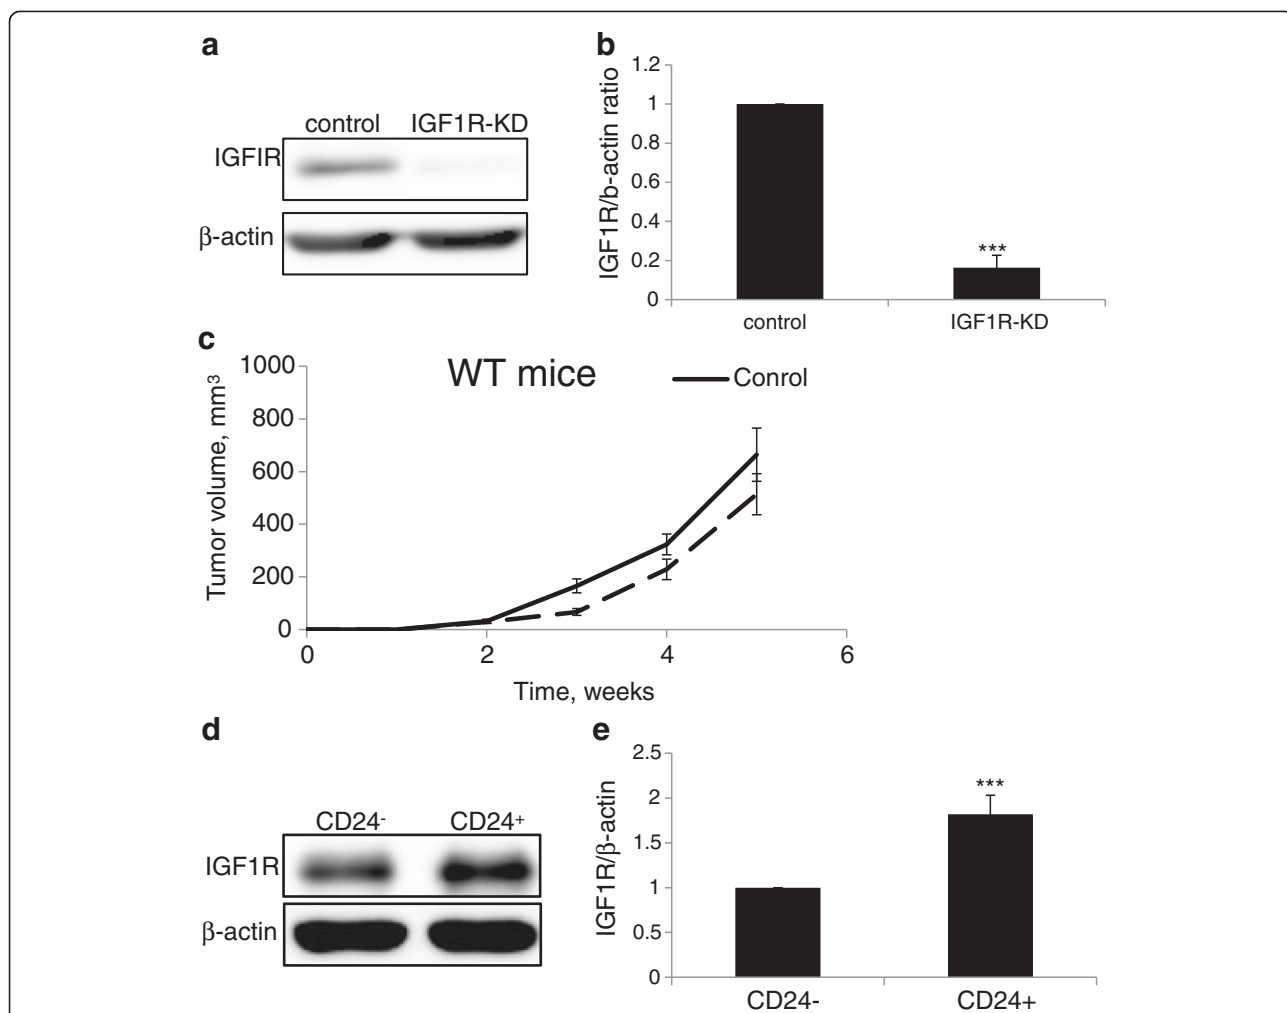 a
control IGF1R-KD
IGFIR
β-actin
b
IGF1R/b-actin ratio
1.2
1
0.8
0.6
0.4
0.2
0
***
control IGF1R-KD
c
WT mice
Conrol
Tumor volume, mm³
1000
800
600
400
200
0
0 2 4 6
Time, weeks
d
CD24⁻ CD24⁺
IGF1R
β-actin
e
IGF1R/β-actin
2.5
2
1.5
1
0.5
0
***
CD24- CD24+